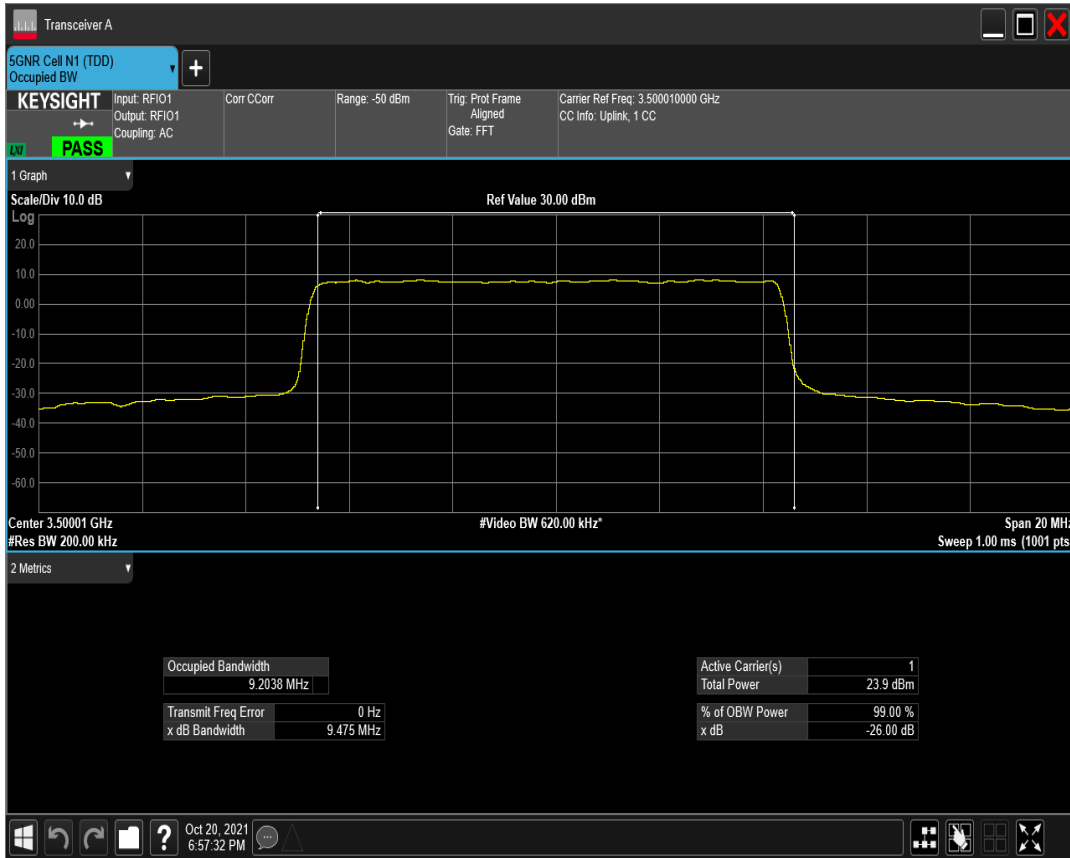 Transceiver A
5GNR Cell N1 (TDD)
Occupied BW
+
KEYSIGHT
LXI
PASS
Input: RFIO1
Output: RFIO1
Coupling: AC
Corr CCorr
Range: -50 dBm
Trig: Prot Frame
Aligned
Gate: FFT
Carrier Ref Freq: 3.500010000 GHz
CC Info: Uplink, 1 CC
1 Graph
Scale/Div 10.0 dB
Ref Value 30.00 dBm
Log
20.0
10.0
0.00
-10.0
-20.0
-30.0
-40.0
-50.0
-60.0
Center 3.50001 GHz
#Video BW 620.00 kHz*
Span 20 MHz
#Res BW 200.00 kHz
Sweep 1.00 ms (1001 pts
2 Metrics
Occupied Bandwidth
9.2038 MHz
Transmit Freq Error 0 Hz
x dB Bandwidth 9.475 MHz
Active Carrier(s) 1
Total Power 23.9 dBm
% of OBW Power 99.00 %
x dB -26.00 dB
?
Oct 20, 2021
6:57:32 PM